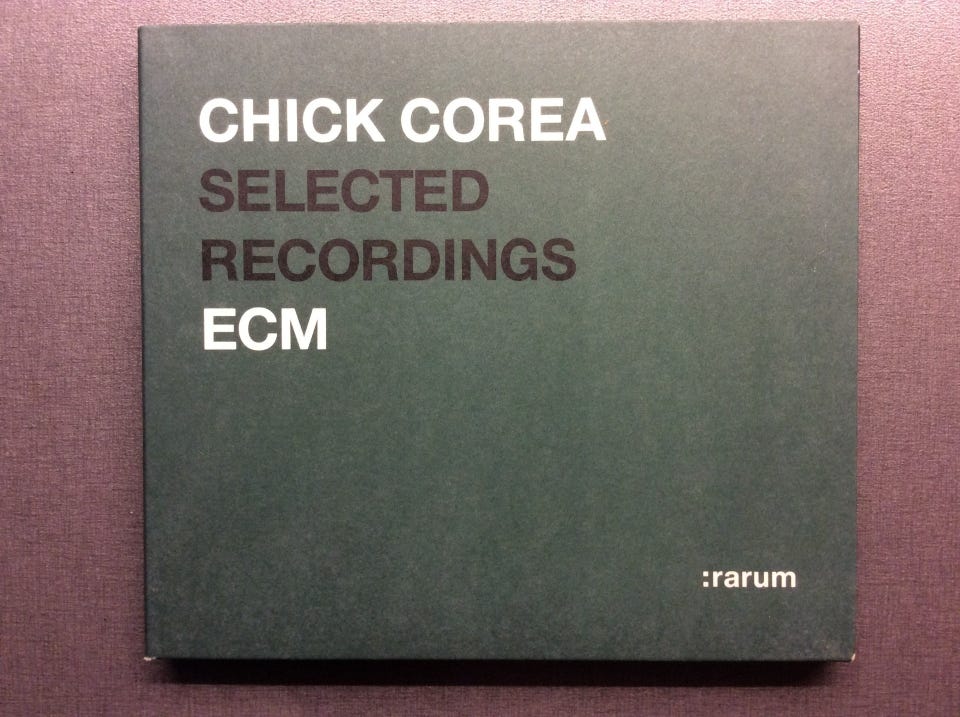 CHICK COREA
SELECTED
RECORDINGS
ECM
:rarum